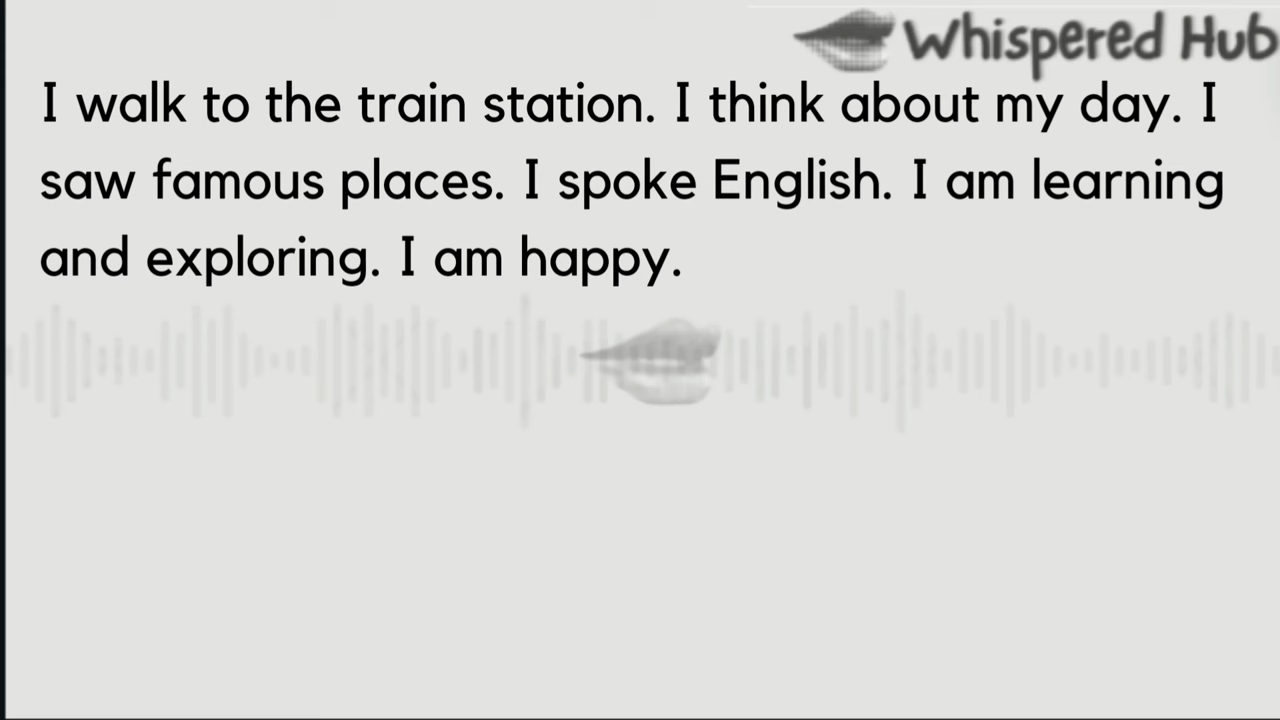 Whispered Hub
I walk to the train station. I think about my day. I
saw famous places. I spoke English. I am learning
and exploring. I am happy.